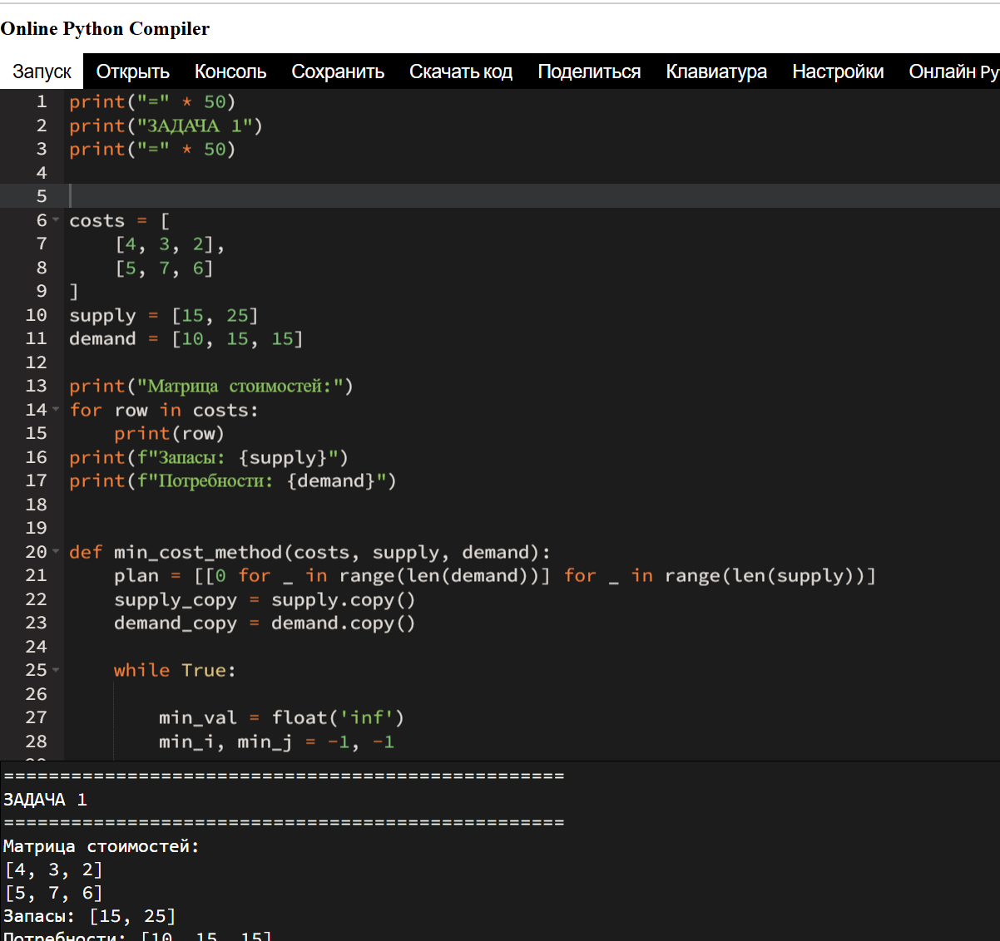 Online Python Compiler
Запуск Открыть Консоль Сохранить Скачать код Поделиться Клавиатура Настройки Онлайн Py
1 print("=" * 50)
2 print("ЗАДАЧА 1")
3 print("=" * 50)
4
5
6 costs = [
7     [4, 3, 2],
8     [5, 7, 6]
9 ]
10 supply = [15, 25]
11 demand = [10, 15, 15]
12
13 print("Матрица стоимостей:")
14 for row in costs:
15     print(row)
16 print(f"Запасы: {supply}")
17 print(f"Потребности: {demand}")
18
19
20 def min_cost_method(costs, supply, demand):
21     plan = [[0 for _ in range(len(demand))] for _ in range(len(supply))]
22     supply_copy = supply.copy()
23     demand_copy = demand.copy()
24
25     while True:
26
27         min_val = float('inf')
28         min_i, min_j = -1, -1
==================================================
ЗАДАЧА 1
==================================================
Матрица стоимостей:
[4, 3, 2]
[5, 7, 6]
Запасы: [15, 25]
Потребности: [10, 15, 15]